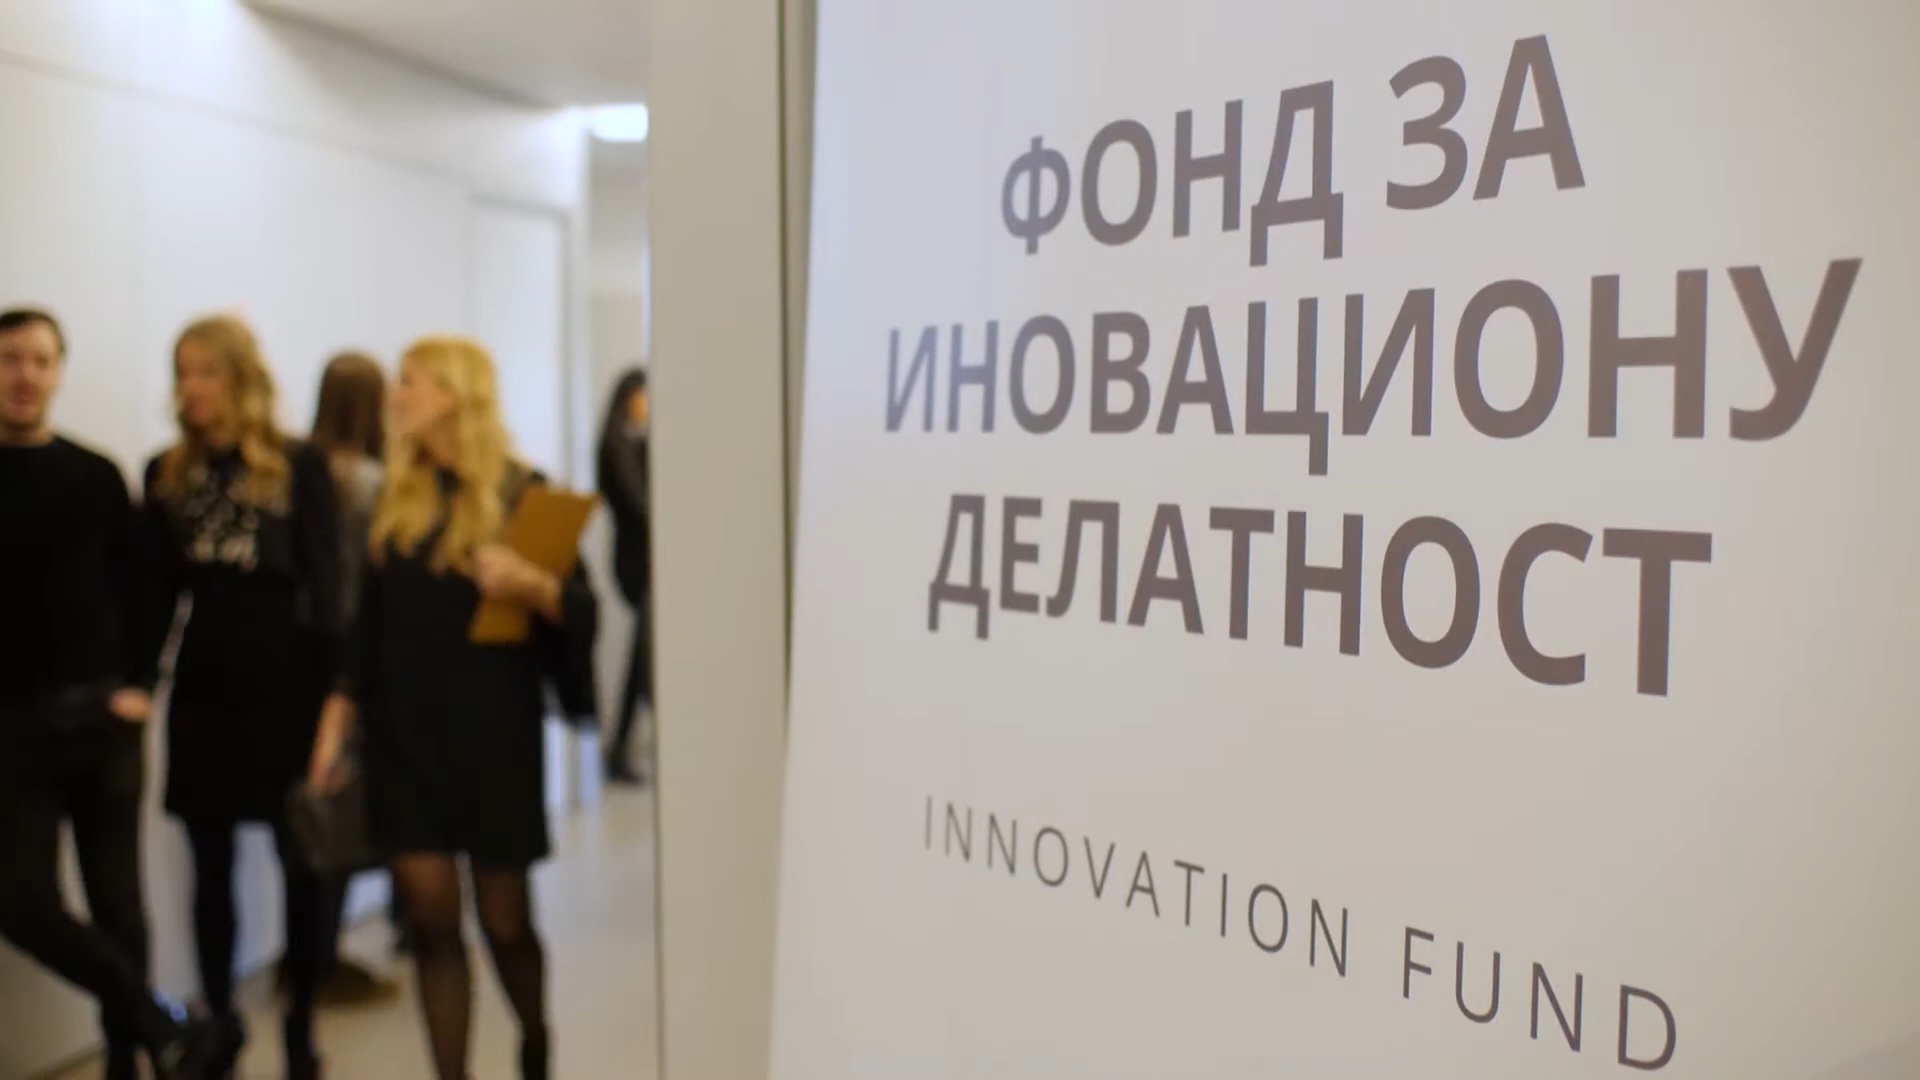 ФОНД ЗА
ИНОВАЦИОНУ
ДЕЛАТНОСТ
INNOVATION FUND